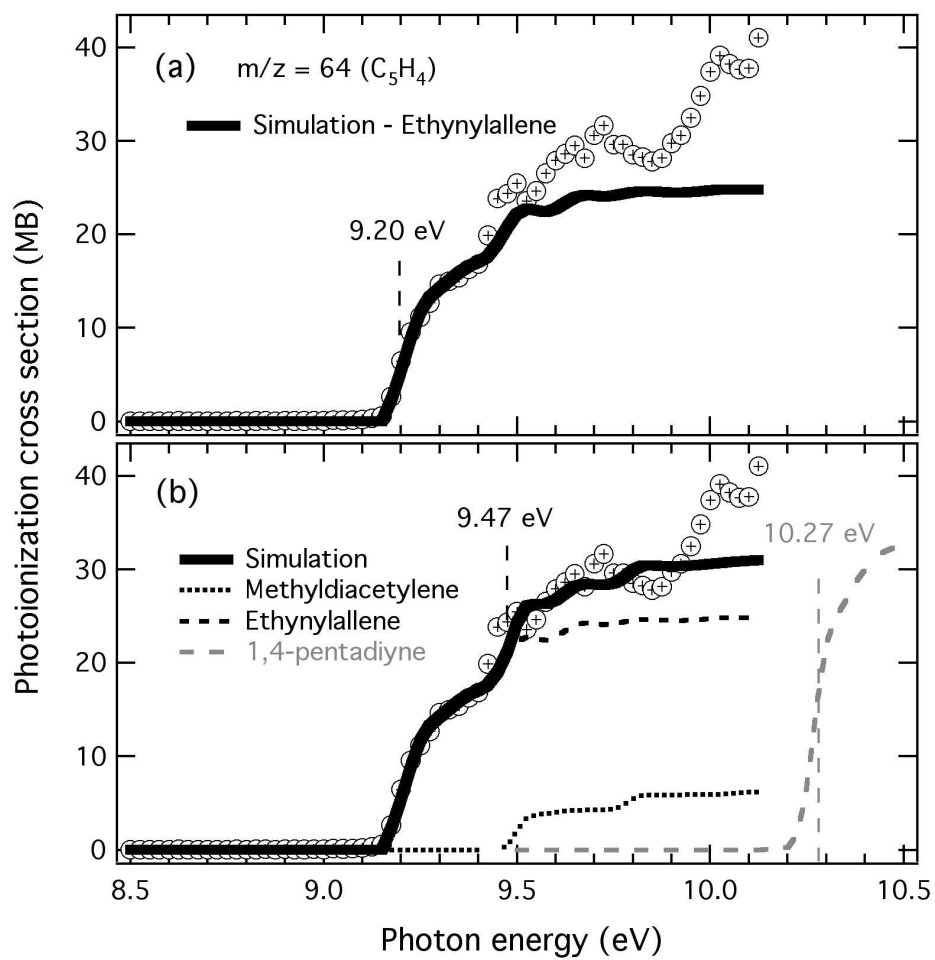 40
(a)
m/z = 64 (C₅H₄)
Simulation - Ethynylallene
30
9.20 eV
20
10
0
Photoionization cross section (MB)
40
(b)
9.47 eV
10.27 eV
Simulation
30
Methyldiacetylene
Ethynylallene
1,4-pentadiyne
20
10
0
8.5 9.0 9.5 10.0 10.5
Photon energy (eV)